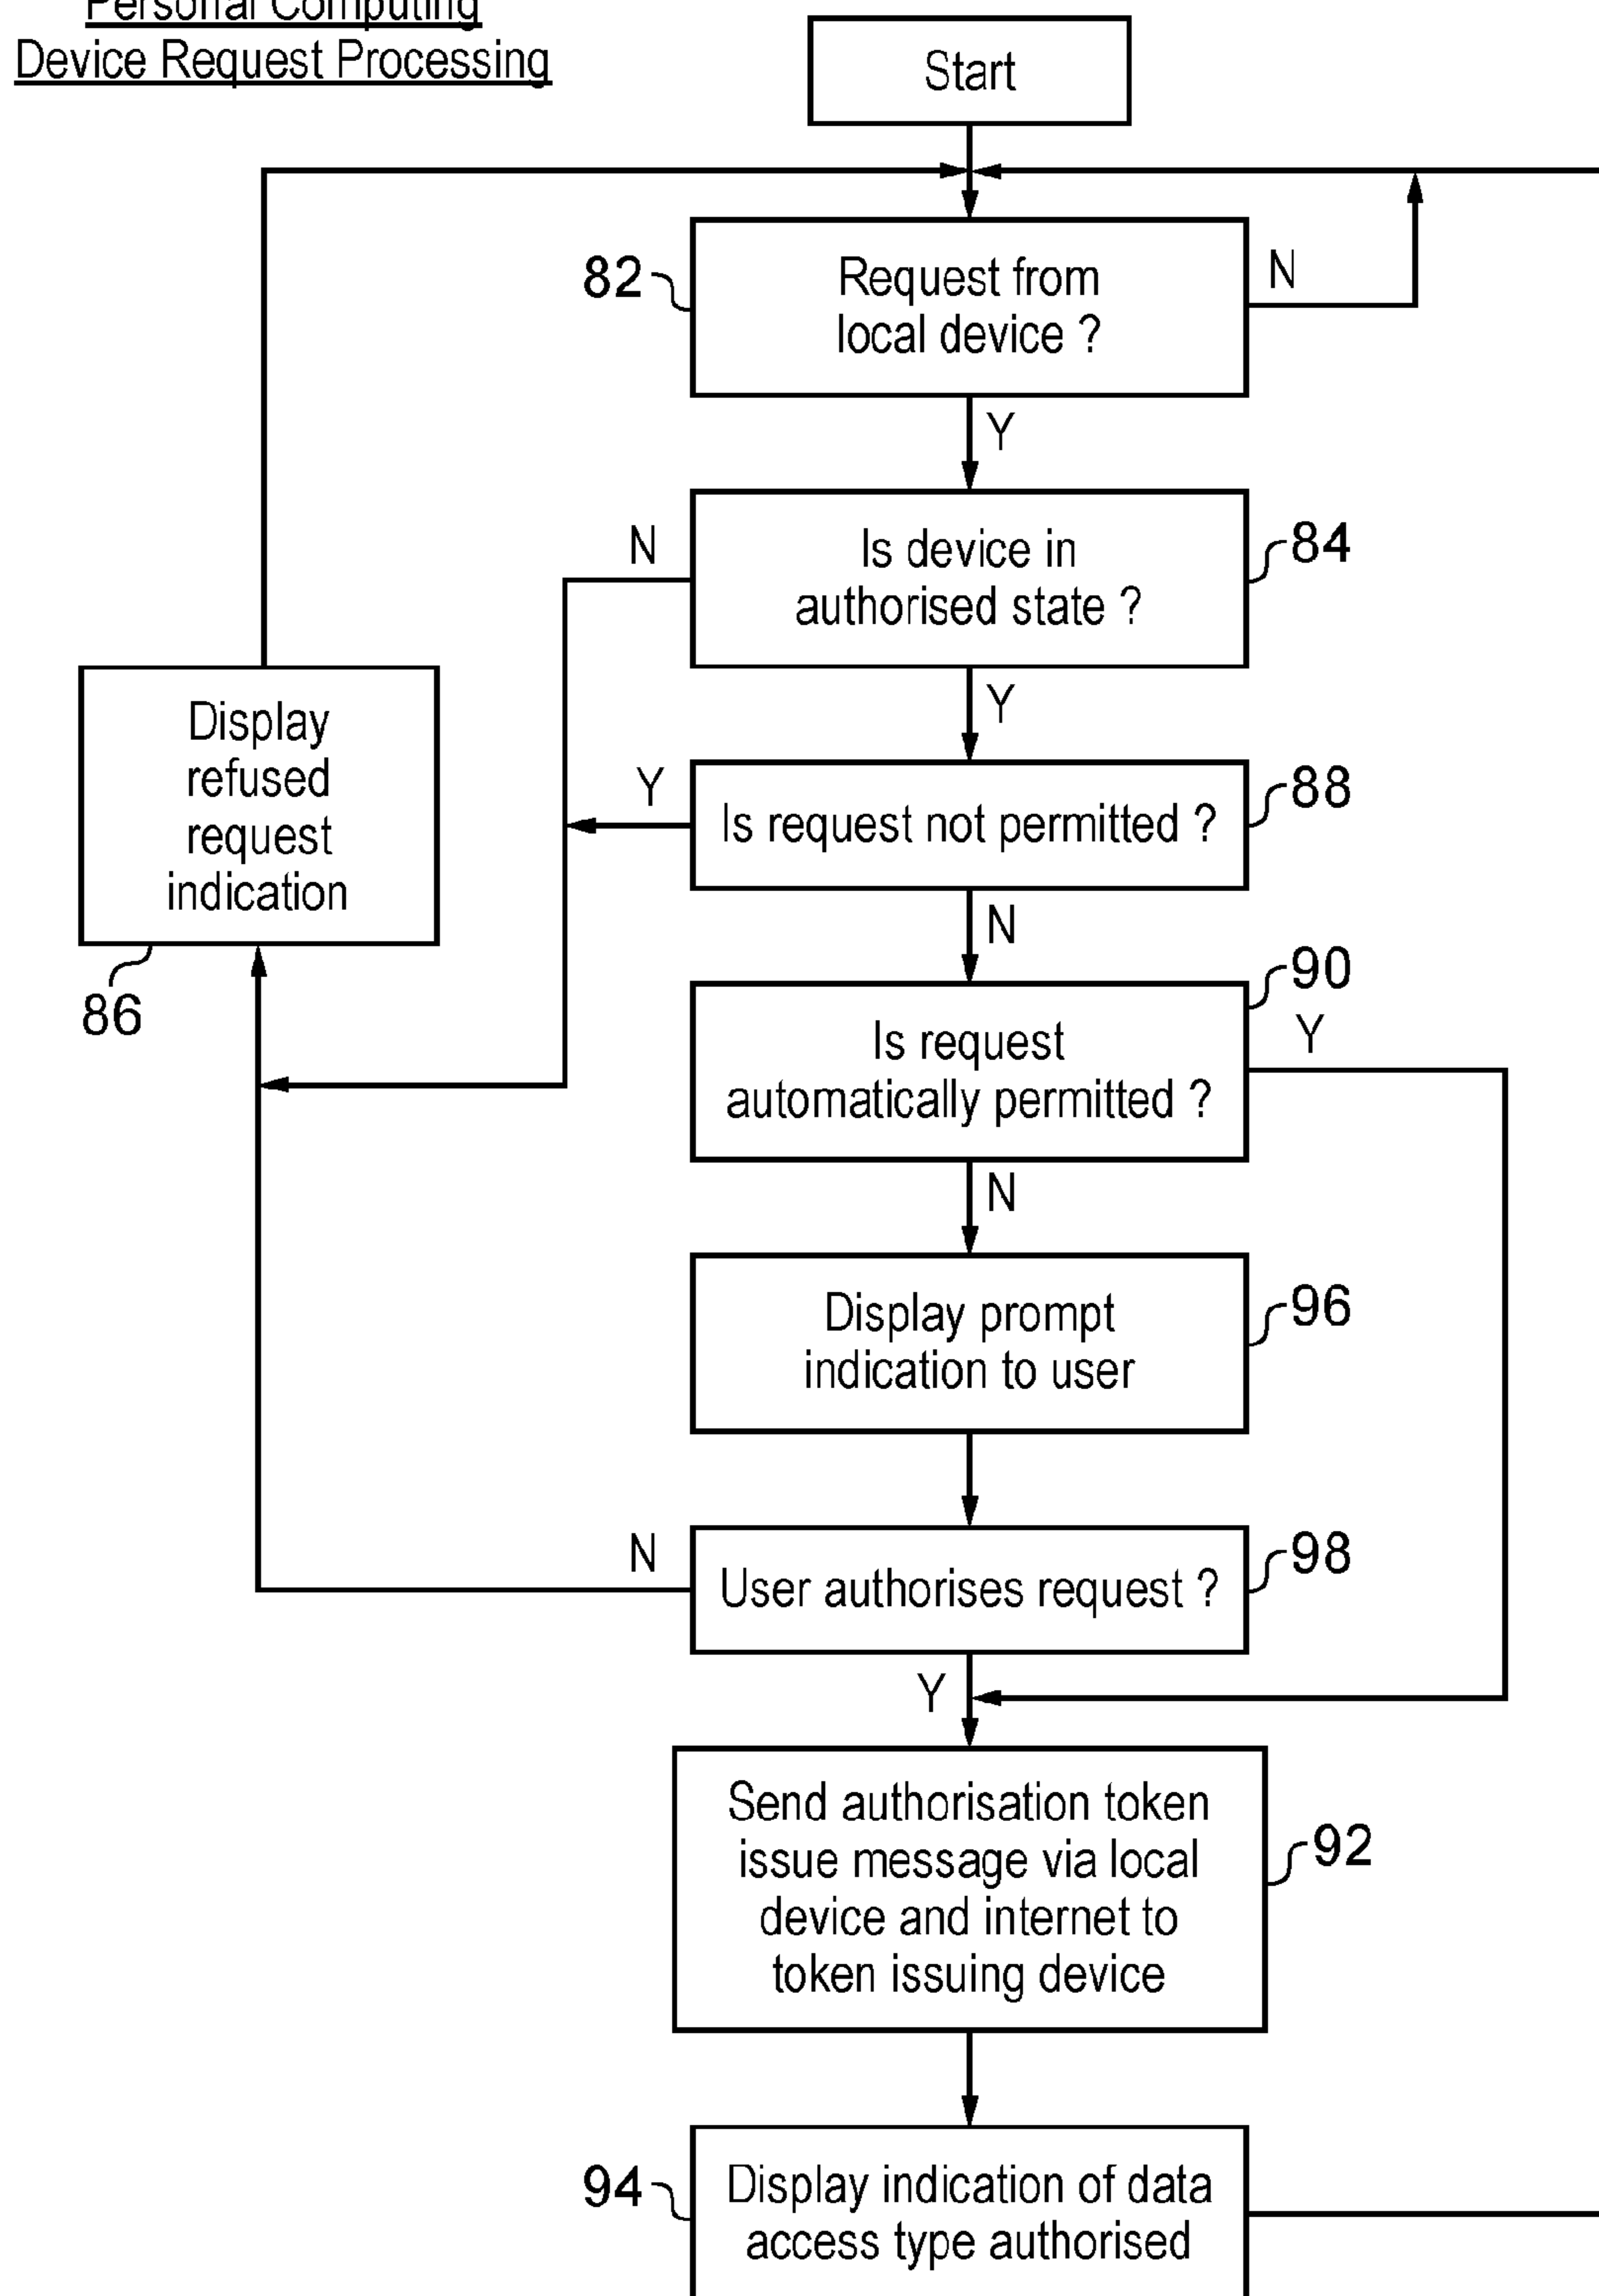 Personal Computing
Device Request Processing
Start
82
Request from
local device ?
N
Y
N
Is device in
authorised state ?
84
Y
Display
refused
request
indication
86
Y
Is request not permitted ?
88
N
90
Is request
automatically permitted ?
Y
N
Display prompt
indication to user
96
N
User authorises request ?
98
Y
Send authorisation token
issue message via local
device and internet to
token issuing device
92
94
Display indication of data
access type authorised